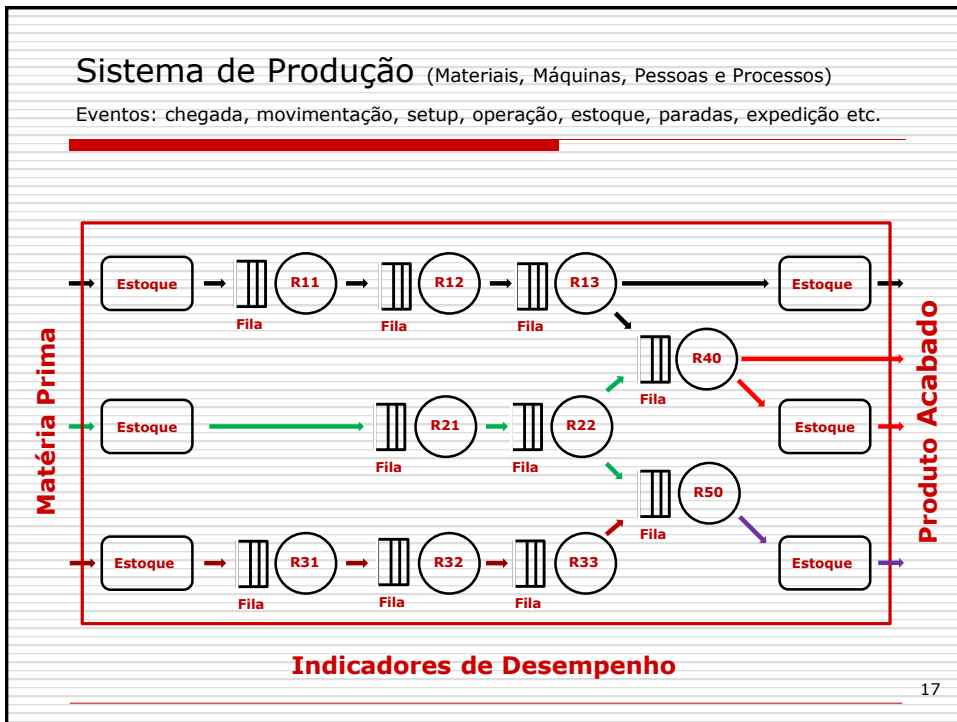 Sistema de Produção (Materiais, Máquinas, Pessoas e Processos)
Eventos: chegada, movimentação, setup, operação, estoque, paradas, expedição etc.
Matéria Prima
Estoque
Fila
R11
Fila
R12
Fila
R13
Estoque
Fila
R40
Estoque
Fila
R21
Fila
R22
Estoque
Fila
R50
Estoque
Fila
R31
Fila
R32
Fila
R33
Estoque
Produto Acabado
Indicadores de Desempenho
17